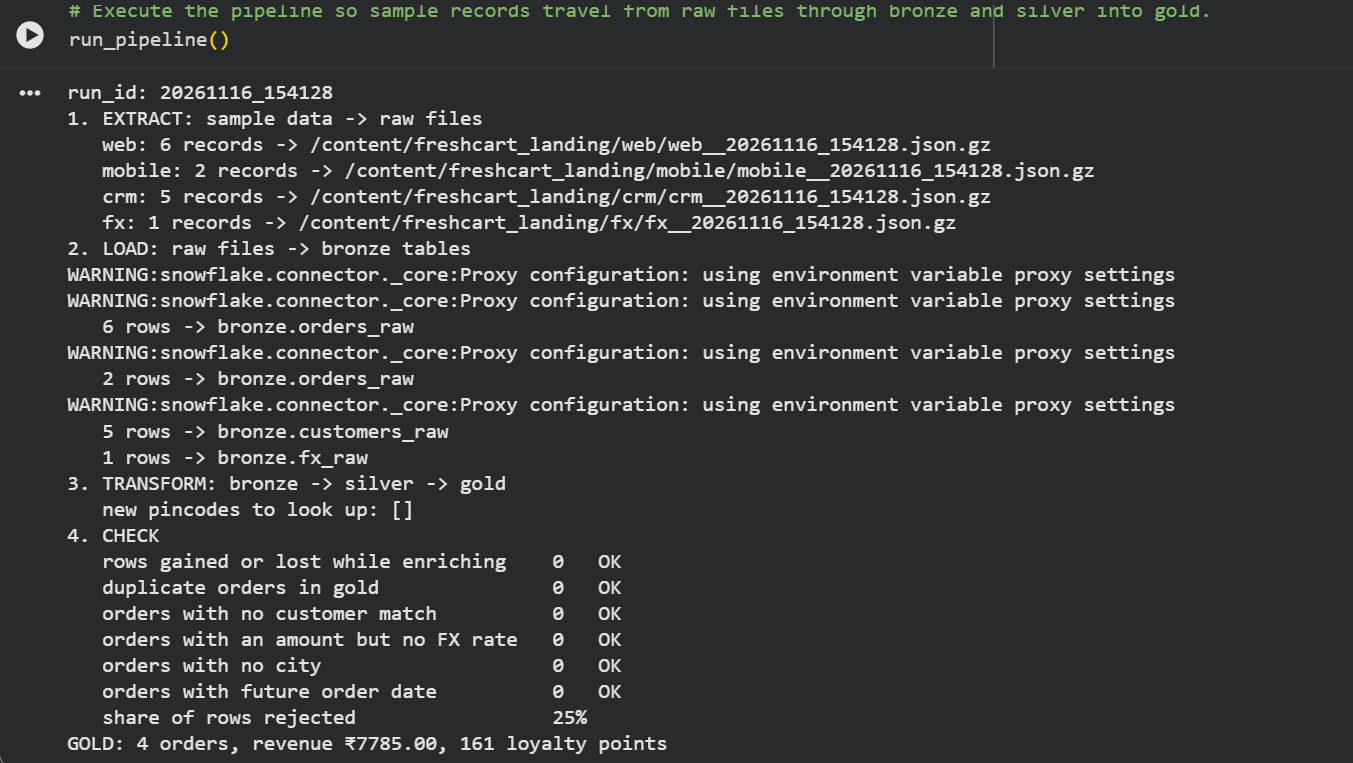 # Execute the pipeline so sample records travel from raw files through bronze and silver into gold.
run_pipeline()
run_id: 20261116_154128
1. EXTRACT: sample data -> raw files
   web: 6 records -> /content/freshcart_landing/web/web__20261116_154128.json.gz
   mobile: 2 records -> /content/freshcart_landing/mobile/mobile__20261116_154128.json.gz
   crm: 5 records -> /content/freshcart_landing/crm/crm__20261116_154128.json.gz
   fx: 1 records -> /content/freshcart_landing/fx/fx__20261116_154128.json.gz
2. LOAD: raw files -> bronze tables
WARNING:snowflake.connector._core:Proxy configuration: using environment variable proxy settings
WARNING:snowflake.connector._core:Proxy configuration: using environment variable proxy settings
   6 rows -> bronze.orders_raw
WARNING:snowflake.connector._core:Proxy configuration: using environment variable proxy settings
   2 rows -> bronze.orders_raw
WARNING:snowflake.connector._core:Proxy configuration: using environment variable proxy settings
   5 rows -> bronze.customers_raw
   1 rows -> bronze.fx_raw
3. TRANSFORM: bronze -> silver -> gold
   new pincodes to look up: []
4. CHECK
   rows gained or lost while enriching    0   OK
   duplicate orders in gold               0   OK
   orders with no customer match          0   OK
   orders with an amount but no FX rate   0   OK
   orders with no city                    0   OK
   orders with future order date          0   OK
   share of rows rejected                 25%
GOLD: 4 orders, revenue ₹7785.00, 161 loyalty points